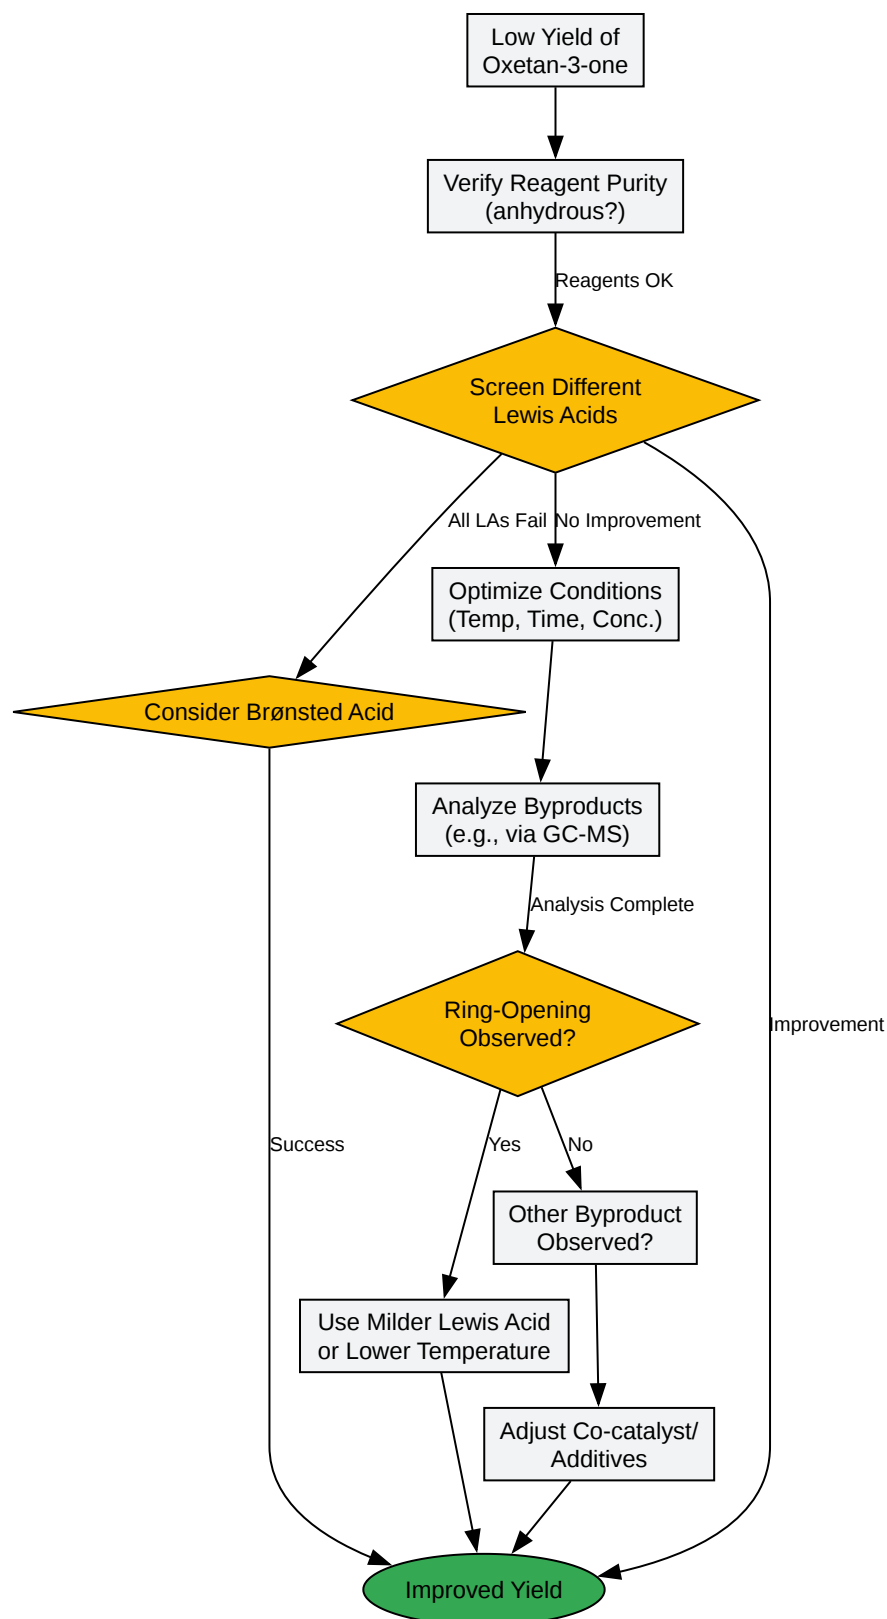 Low Yield of
Oxetan-3-one
Verify Reagent Purity
(anhydrous?)
Reagents OK
Screen Different
Lewis Acids
All LAs Fail
No Improvement
Optimize Conditions
(Temp, Time, Conc.)
Consider Brønsted Acid
Analyze Byproducts
(e.g., via GC-MS)
Analysis Complete
Ring-Opening
Observed?
Improvement
Success
Yes
No
Other Byproduct
Observed?
Use Milder Lewis Acid
or Lower Temperature
Adjust Co-catalyst/
Additives
Improved Yield